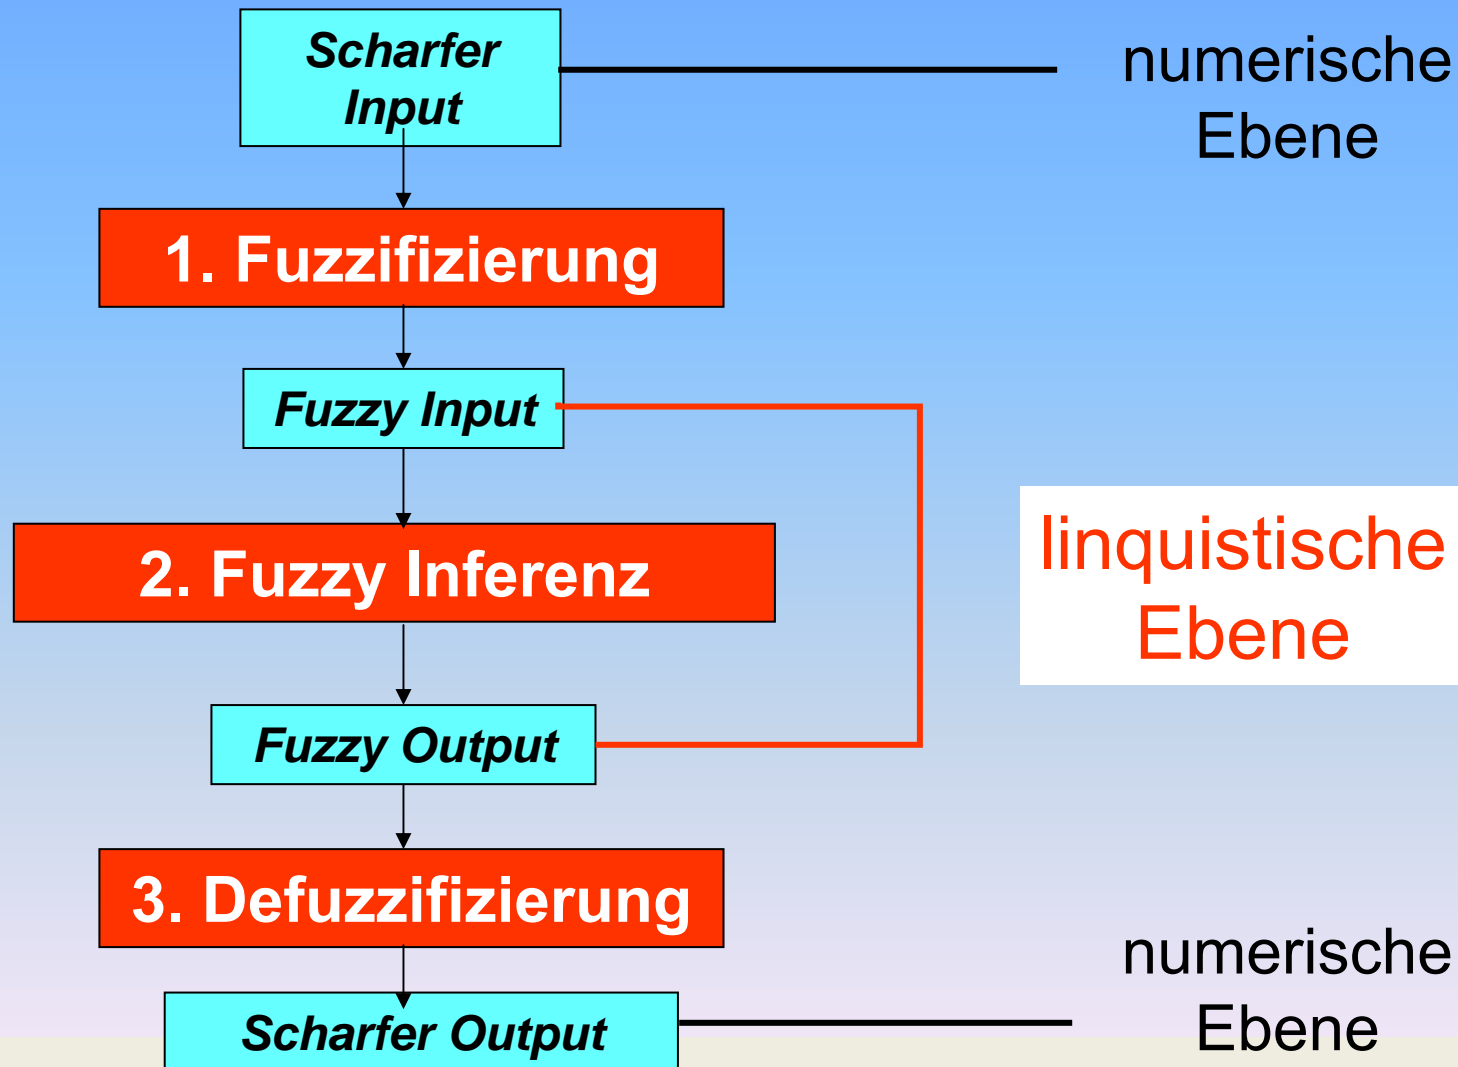 Scharfer
Input
numerische
Ebene
1. Fuzzifizierung
Fuzzy Input
linquistische
Ebene
2. Fuzzy Inferenz
Fuzzy Output
3. Defuzzifizierung
numerische
Ebene
Scharfer Output